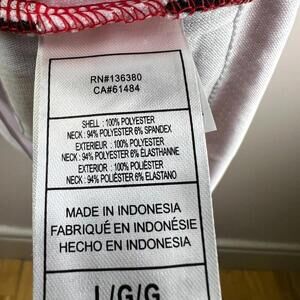 RN#136380
CA#61484
SHELL : 100% POLYESTER
NECK : 94% POLYESTER 6% SPANDEX
EXTERIEUR : 100% POLYESTER
NECK : 94% POLYESTER 6% ÉLASTHANNE
EXTERIOR : 100% POLIÉSTER
NECK : 94% POLIÉSTER 6% ELASTANO
MADE IN INDONESIA
FABRIQUÉ EN INDONÉSIE
HECHO EN INDONESIA
L/G/G